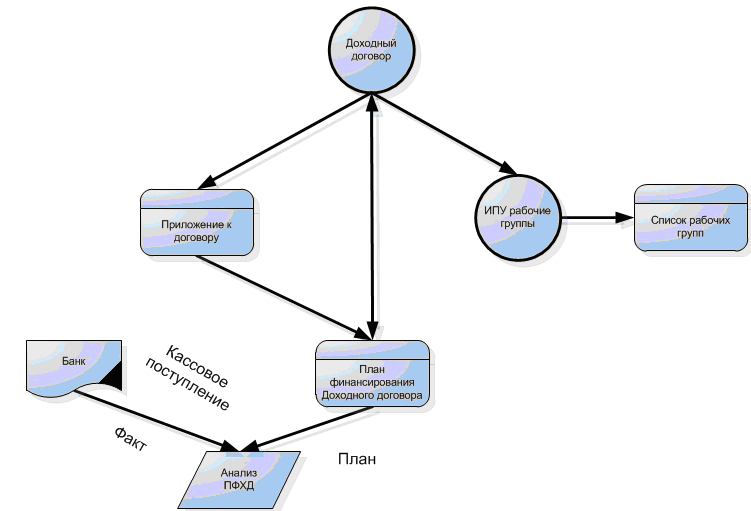 Доходный
договор
Приложение к
договору
ИПУ рабочие
группы
Список рабочих
групп
Банк
Кассовое
поступление
План
финансирования
Доходного договора
Факт
План
Анализ
ПФХД